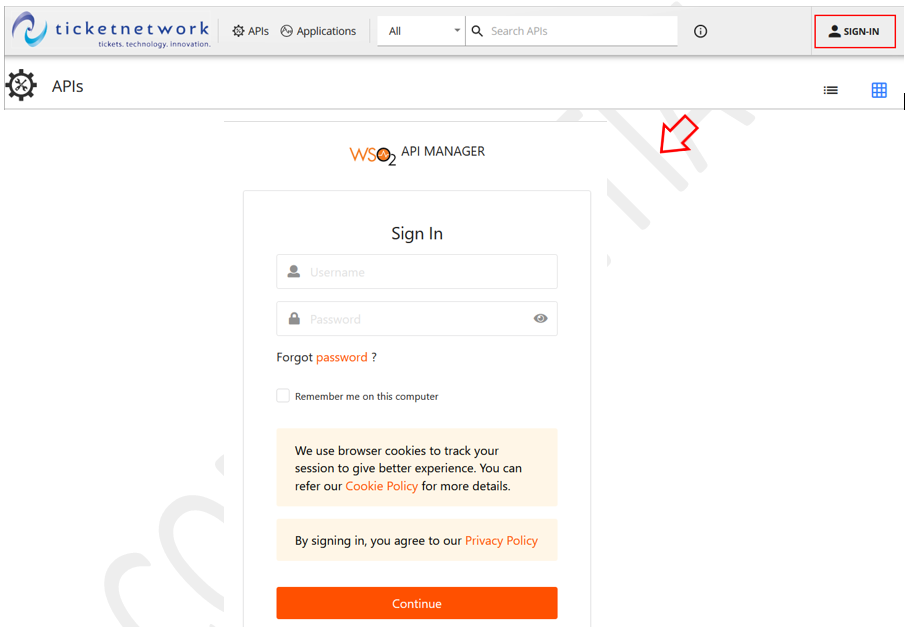 ticketnetwork
tickets. technology. innovation.
APIs
Applications
All
Search APIs
SIGN-IN
APIs
WSO2 API MANAGER
Sign In
Username
Password
Forgot password ?
Remember me on this computer
We use browser cookies to track your
session to give better experience. You can
refer our Cookie Policy for more details.
By signing in, you agree to our Privacy Policy
Continue